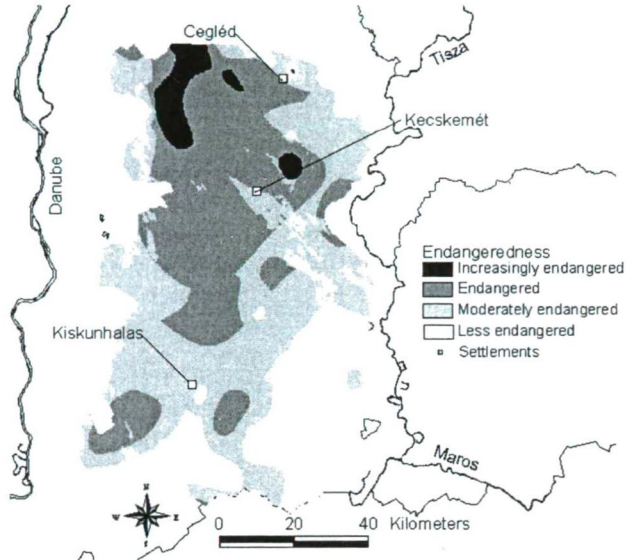 Cegléd
Tisza
Kecskemét
Danube
Endangeredness
Increasingly endangered
Endangered
Moderately endangered
Less endangered
Settlements
Kiskunhalas
Maros
N
W E
0 20 40 Kilometers